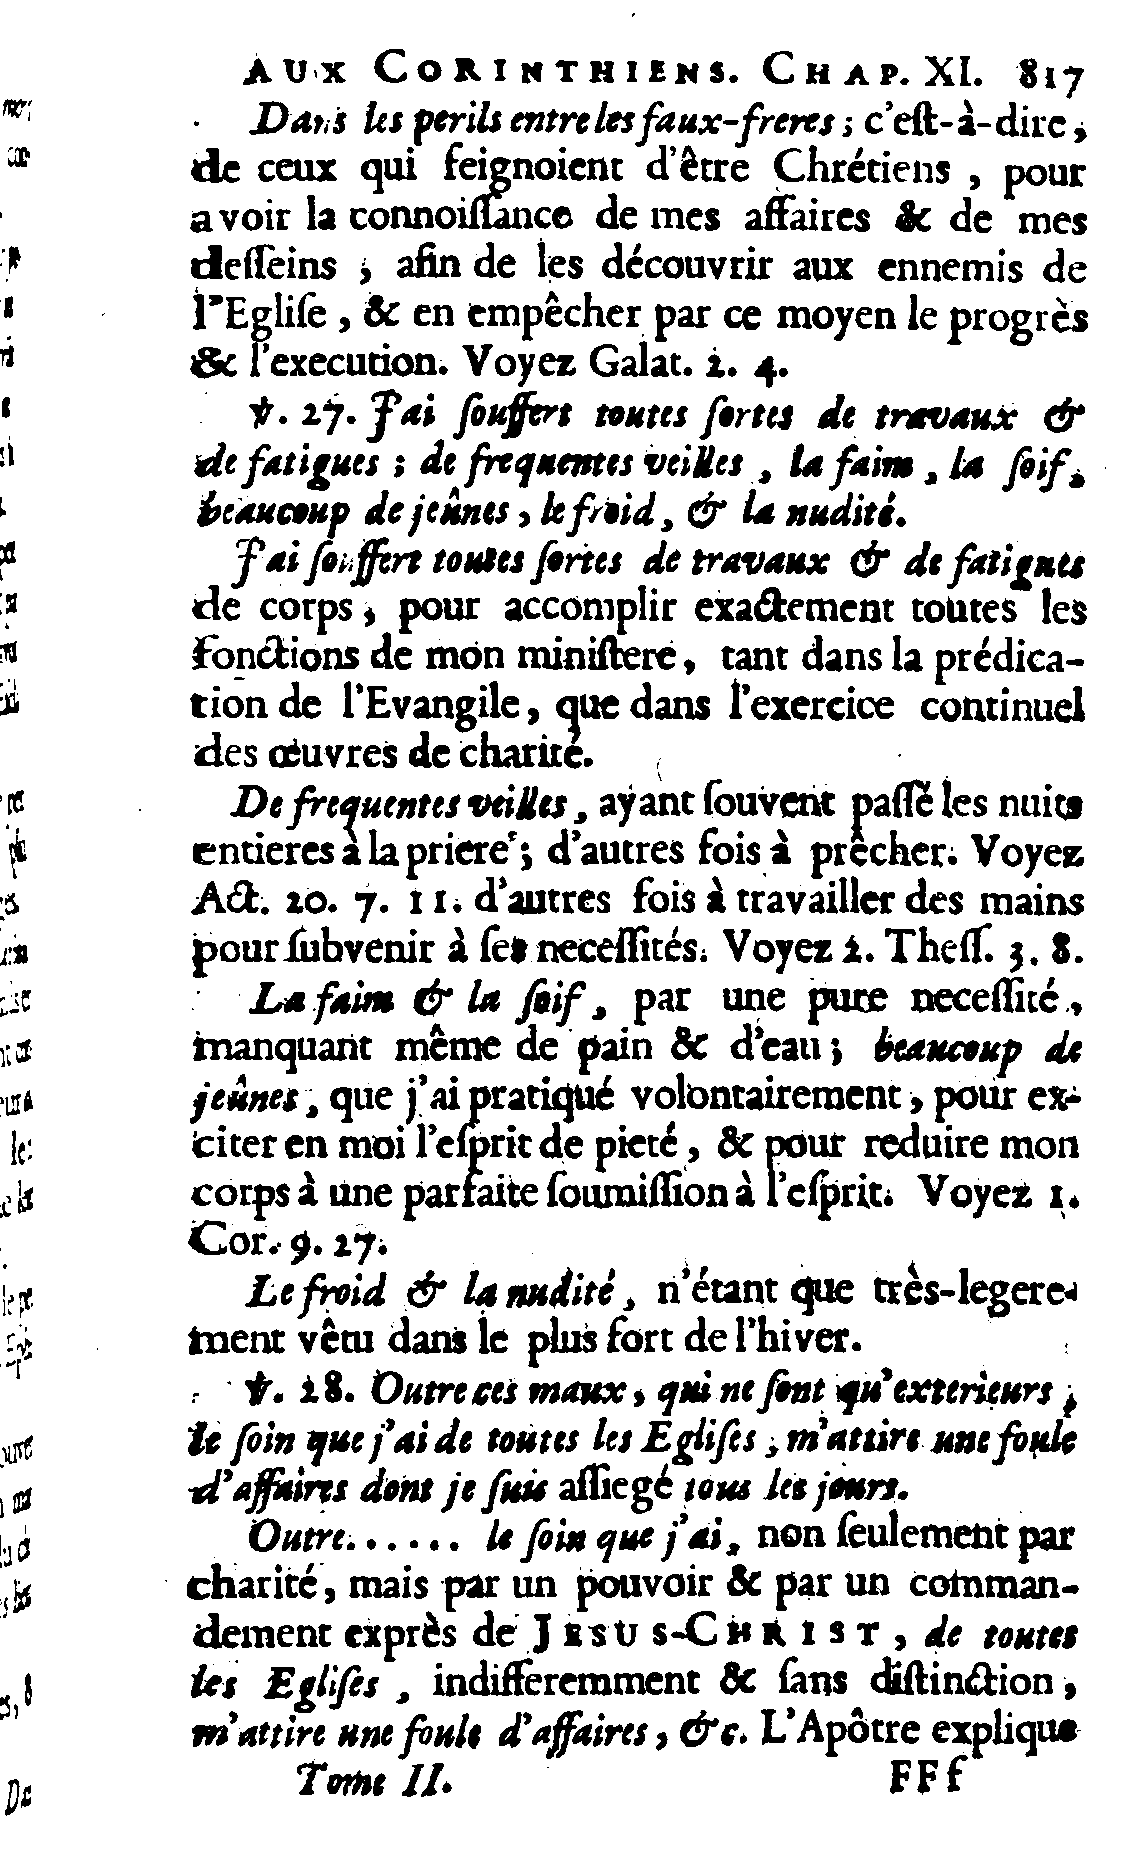 AUX CORINTHIENS. CHAP. XI. 817
Dans les perils entre les faux-freres ; c'eſt-à-dire,
de ceux qui feignoient d'être Chrétiens , pour
avoir la connoiſſance de mes affaires & de mes
deſſeins ; afin de les découvrir aux ennemis de
l'Egliſe , & en empêcher par ce moyen le progrès
& l'execution. Voyez Galat. 2. 4.
℣. 27. J'ai ſouffert toutes ſortes de travaux &
de fatigues ; de frequentes veilles , la faim , la ſoif,
beaucoup de jeûnes , le froid , & la nudité.
J'ai ſouffert toutes ſortes de travaux & de fatigues
de corps , pour accomplir exactement toutes les
fonctions de mon miniſtere , tant dans la prédica-
tion de l'Evangile , que dans l'exercice continuel
des œuvres de charité.
De frequentes veilles , ayant ſouvent paſſé les nuits
entieres à la priere ; d'autres fois à prêcher. Voyez
Act. 20. 7. 11. d'autres fois à travailler des mains
pour ſubvenir à ſes neceſſités. Voyez 2. Theſſ. 3. 8.
La faim & la ſoif , par une pure neceſſité ,
manquant même de pain & d'eau ; beaucoup de
jeûnes , que j'ai pratiqué volontairement , pour ex-
citer en moi l'eſprit de pieté , & pour reduire mon
corps à une parfaite ſoumiſſion à l'eſprit. Voyez 1.
Cor. 9. 27.
Le froid & la nudité , n'étant que très-legere-
ment vêtu dans le plus fort de l'hiver.
℣. 28. Outre ces maux , qui ne ſont qu'exterieurs ,
le ſoin que j'ai de toutes les Egliſes , m'attire une foule
d'affaires dont je ſuis aſſiegé tous les jours.
Outre...... le ſoin que j'ai , non ſeulement par
charité , mais par un pouvoir & par un comman-
dement exprès de JESUS-CHRIST , de toutes
les Egliſes , indifferemment & ſans diſtinction ,
m'attire une foule d'affaires , &c. L'Apôtre explique
Tome II. FFf